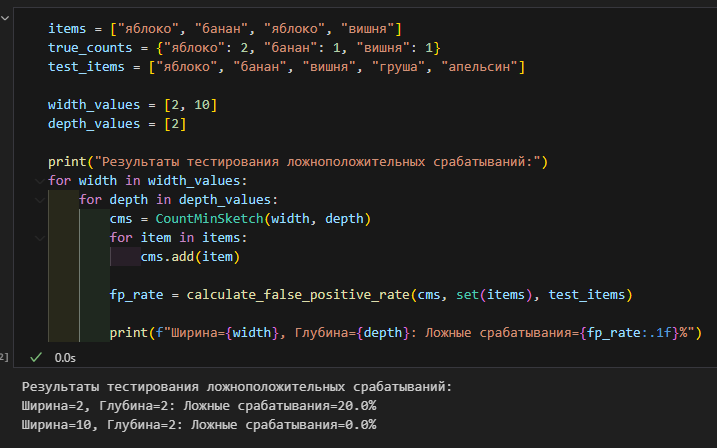 items = ["яблоко", "банан", "яблоко", "вишня"]
true_counts = {"яблоко": 2, "банан": 1, "вишня": 1}
test_items = ["яблоко", "банан", "вишня", "груша", "апельсин"]
width_values = [2, 10]
depth_values = [2]
print("Результаты тестирования ложноположительных срабатываний:")
for width in width_values:
    for depth in depth_values:
        cms = CountMinSketch(width, depth)
        for item in items:
            cms.add(item)
        fp_rate = calculate_false_positive_rate(cms, set(items), test_items)
        print(f"Ширина={width}, Глубина={depth}: Ложные срабатывания={fp_rate:.1f}%")
2] 0.0s
Результаты тестирования ложноположительных срабатываний:
Ширина=2, Глубина=2: Ложные срабатывания=20.0%
Ширина=10, Глубина=2: Ложные срабатывания=0.0%